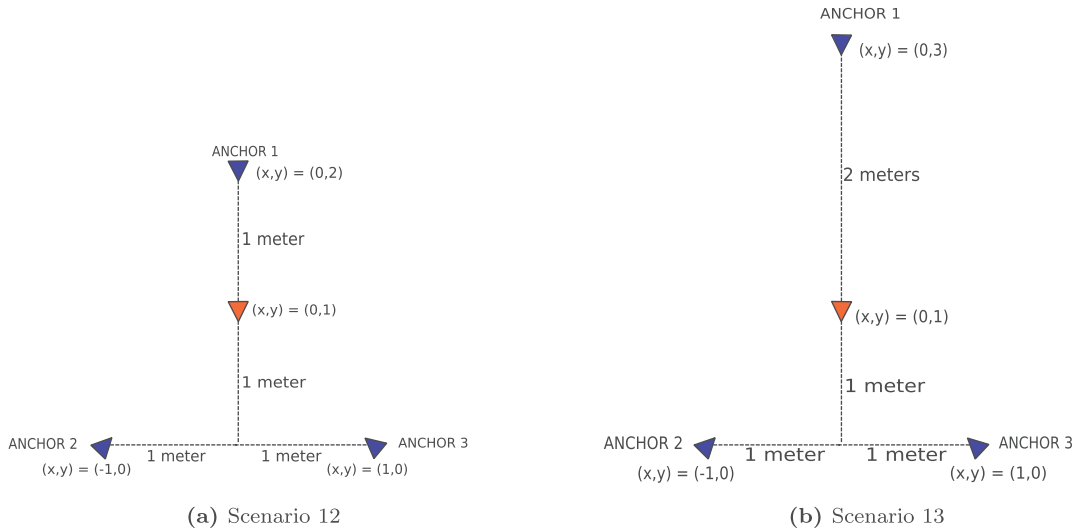 ANCHOR 1
(x,y) = (0,2)
1 meter
(x,y) = (0,1)
1 meter
ANCHOR 2
ANCHOR 3
1 meter
1 meter
(x,y) = (-1,0)
(x,y) = (1,0)
(a) Scenario 12
ANCHOR 1
(x,y) = (0,3)
2 meters
(x,y) = (0,1)
1 meter
ANCHOR 2
ANCHOR 3
1 meter
1 meter
(x,y) = (-1,0)
(x,y) = (1,0)
(b) Scenario 13